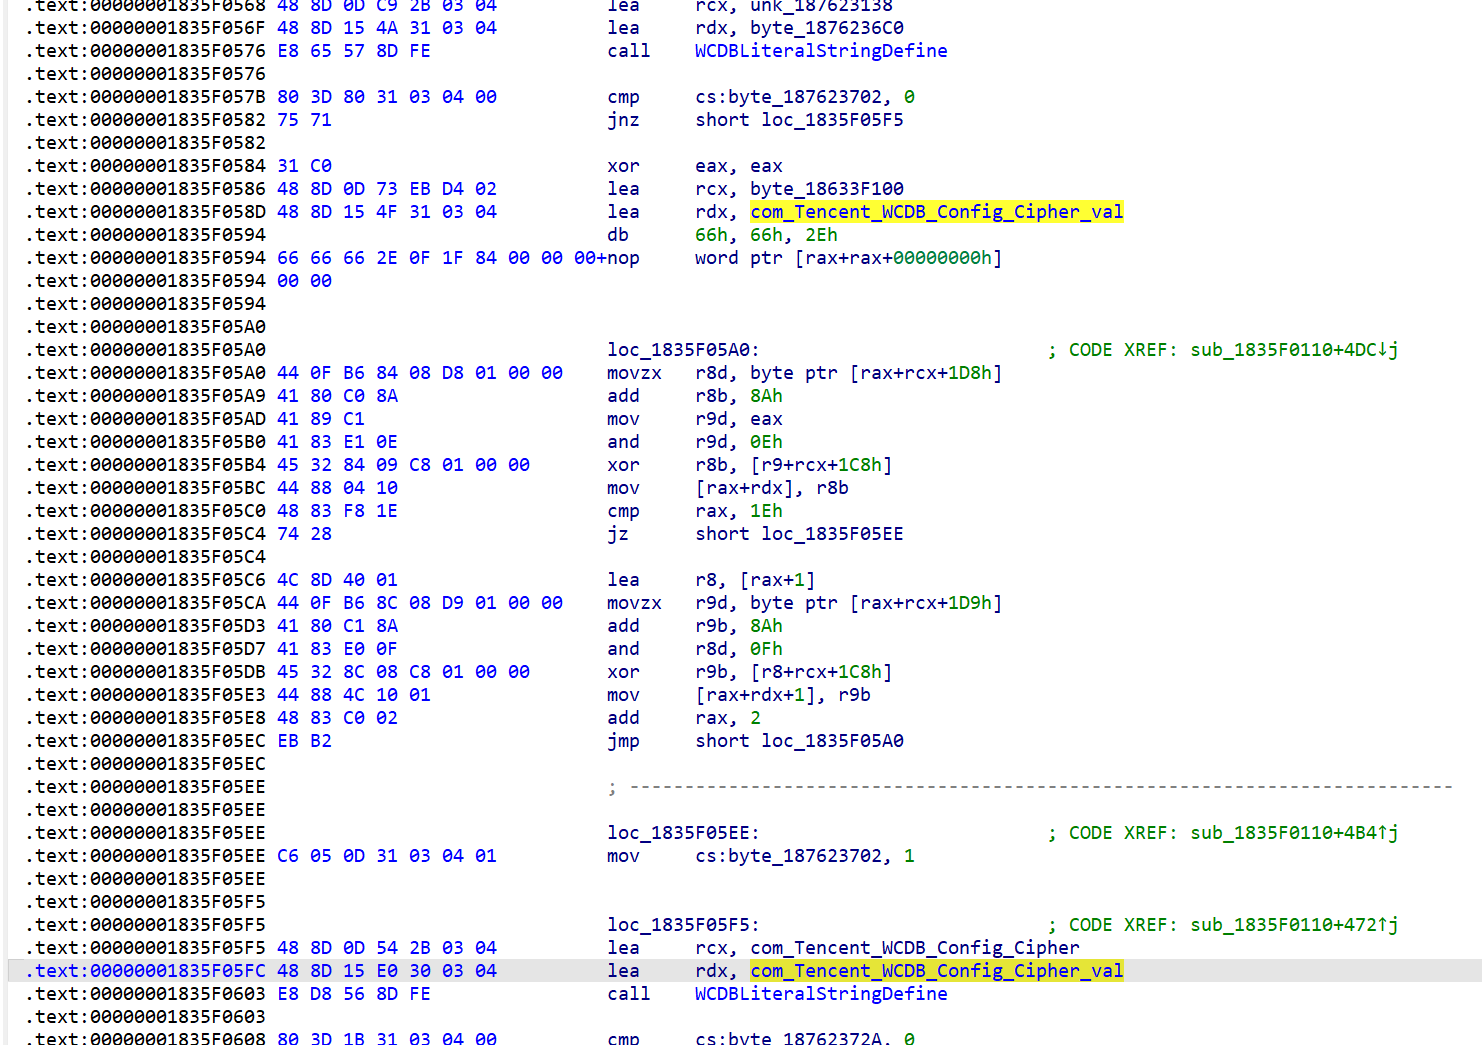 .text:00000001835F0568 48 8D 0D C9 2B 03 04 lea rcx, unk_187623138
.text:00000001835F056F 48 8D 15 4A 31 03 04 lea rdx, byte_1876236C0
.text:00000001835F0576 E8 65 57 8D FE call WCDBLiteralStringDefine
.text:00000001835F0576
.text:00000001835F057B 80 3D 80 31 03 04 00 cmp cs:byte_187623702, 0
.text:00000001835F0582 75 71 jnz short loc_1835F05F5
.text:00000001835F0582
.text:00000001835F0584 31 C0 xor eax, eax
.text:00000001835F0586 48 8D 0D 73 EB D4 02 lea rcx, byte_18633F100
.text:00000001835F058D 48 8D 15 4F 31 03 04 lea rdx, com_Tencent_WCDB_Config_Cipher_val
.text:00000001835F0594 db 66h, 66h, 2Eh
.text:00000001835F0594 66 66 66 2E 0F 1F 84 00 00 00+nop word ptr [rax+rax+00000000h]
.text:00000001835F0594 00 00
.text:00000001835F0594
.text:00000001835F05A0
.text:00000001835F05A0 loc_1835F05A0: ; CODE XREF: sub_1835F0110+4DC↓j
.text:00000001835F05A0 44 0F B6 84 08 D8 01 00 00 movzx r8d, byte ptr [rax+rcx+1D8h]
.text:00000001835F05A9 41 80 C0 8A add r8b, 8Ah
.text:00000001835F05AD 41 89 C1 mov r9d, eax
.text:00000001835F05B0 41 83 E1 0E and r9d, 0Eh
.text:00000001835F05B4 45 32 84 09 C8 01 00 00 xor r8b, [r9+rcx+1C8h]
.text:00000001835F05BC 44 88 04 10 mov [rax+rdx], r8b
.text:00000001835F05C0 48 83 F8 1E cmp rax, 1Eh
.text:00000001835F05C4 74 28 jz short loc_1835F05EE
.text:00000001835F05C4
.text:00000001835F05C6 4C 8D 40 01 lea r8, [rax+1]
.text:00000001835F05CA 44 0F B6 8C 08 D9 01 00 00 movzx r9d, byte ptr [rax+rcx+1D9h]
.text:00000001835F05D3 41 80 C1 8A add r9b, 8Ah
.text:00000001835F05D7 41 83 E0 0F and r8d, 0Fh
.text:00000001835F05DB 45 32 8C 08 C8 01 00 00 xor r9b, [r8+rcx+1C8h]
.text:00000001835F05E3 44 88 4C 10 01 mov [rax+rdx+1], r9b
.text:00000001835F05E8 48 83 C0 02 add rax, 2
.text:00000001835F05EC EB B2 jmp short loc_1835F05A0
.text:00000001835F05EC
.text:00000001835F05EE ; ---------------------------------------------------------------------------
.text:00000001835F05EE
.text:00000001835F05EE loc_1835F05EE: ; CODE XREF: sub_1835F0110+4B4↑j
.text:00000001835F05EE C6 05 0D 31 03 04 01 mov cs:byte_187623702, 1
.text:00000001835F05EE
.text:00000001835F05F5
.text:00000001835F05F5 loc_1835F05F5: ; CODE XREF: sub_1835F0110+472↑j
.text:00000001835F05F5 48 8D 0D 54 2B 03 04 lea rcx, com_Tencent_WCDB_Config_Cipher
.text:00000001835F05FC 48 8D 15 E0 30 03 04 lea rdx, com_Tencent_WCDB_Config_Cipher_val
.text:00000001835F0603 E8 D8 56 8D FE call WCDBLiteralStringDefine
.text:00000001835F0603
.text:00000001835F0608 80 3D 1B 31 03 04 00 cmp cs:byte_18762372A, 0